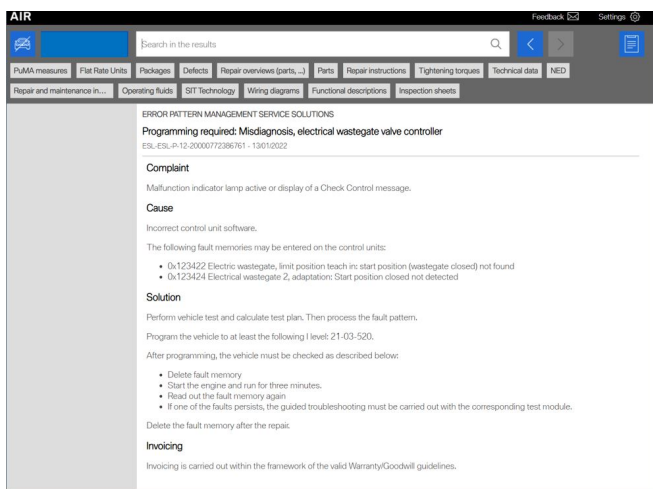 AIR
Feedback
Settings
Search in the results
PuMA measures
Flat Rate Units
Packages
Defects
Repair overviews (parts, ...)
Parts
Repair instructions
Tightening torques
Technical data
NED
Repair and maintenance in...
Operating fluids
SIT Technology
Wiring diagrams
Functional descriptions
Inspection sheets
ERROR PATTERN MANAGEMENT SERVICE SOLUTIONS
Programming required: Misdiagnosis, electrical wastegate valve controller
ESL-ESL-P-12-20000772386761 - 13/01/2022
Complaint
Malfunction indicator lamp active or display of a Check Control message.
Cause
Incorrect control unit software.
The following fault memories may be entered on the control units:
• 0x123422 Electric wastegate, limit position teach in: start position (wastegate closed) not found
• 0x123424 Electrical wastegate 2, adaptation: Start position closed not detected
Solution
Perform vehicle test and calculate test plan. Then process the fault pattern.
Program the vehicle to at least the following I level: 21-03-520.
After programming, the vehicle must be checked as described below:
• Delete fault memory
• Start the engine and run for three minutes.
• Read out the fault memory again
• If one of the faults persists, the guided troubleshooting must be carried out with the corresponding test module.
Delete the fault memory after the repair.
Invoicing
Invoicing is carried out within the framework of the valid Warranty/Goodwill guidelines.